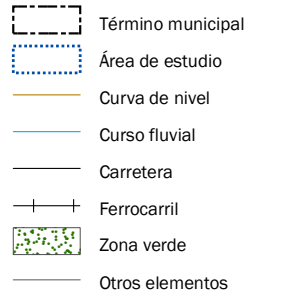 Término municipal
Área de estudio
Curva de nivel
Curso fluvial
Carretera
Ferrocarril
Zona verde
Otros elementos